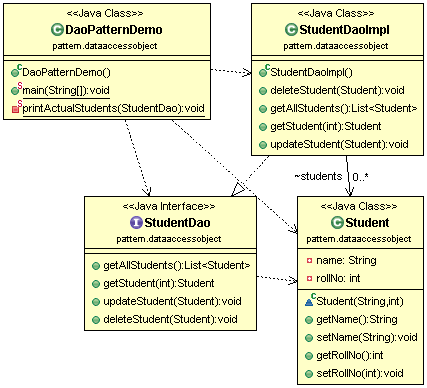 <<Java Class>>
DaoPatternDemo
pattern.dataaccessobject
DaoPatternDemo()
main(String[]):void
printActualStudents(StudentDao):void
<<Java Class>>
StudentDaoImpl
pattern.dataaccessobject
StudentDaoImpl()
deleteStudent(Student):void
getAllStudents():List<Student>
getStudent(int):Student
updateStudent(Student):void
~students
0..*
<<Java Interface>>
StudentDao
pattern.dataaccessobject
getAllStudents():List<Student>
getStudent(int):Student
updateStudent(Student):void
deleteStudent(Student):void
<<Java Class>>
Student
pattern.dataaccessobject
name: String
rollNo: int
Student(String,int)
getName():String
setName(String):void
getRollNo():int
setRollNo(int):void